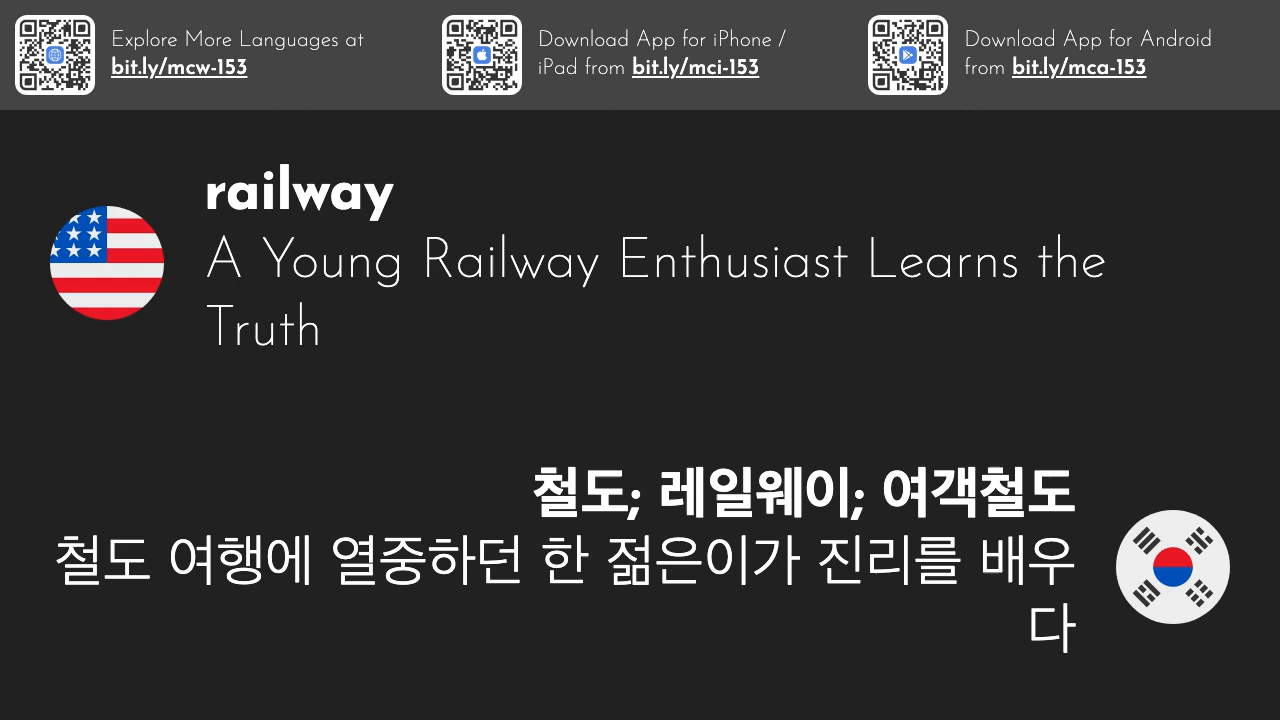 Explore More Languages at
bit.ly/mcw-153
Download App for iPhone /
iPad from bit.ly/mci-153
Download App for Android
from bit.ly/mca-153
railway
A Young Railway Enthusiast Learns the
Truth
철도; 레일웨이; 여객철도
철도 여행에 열중하던 한 젊은이가 진리를 배우
다